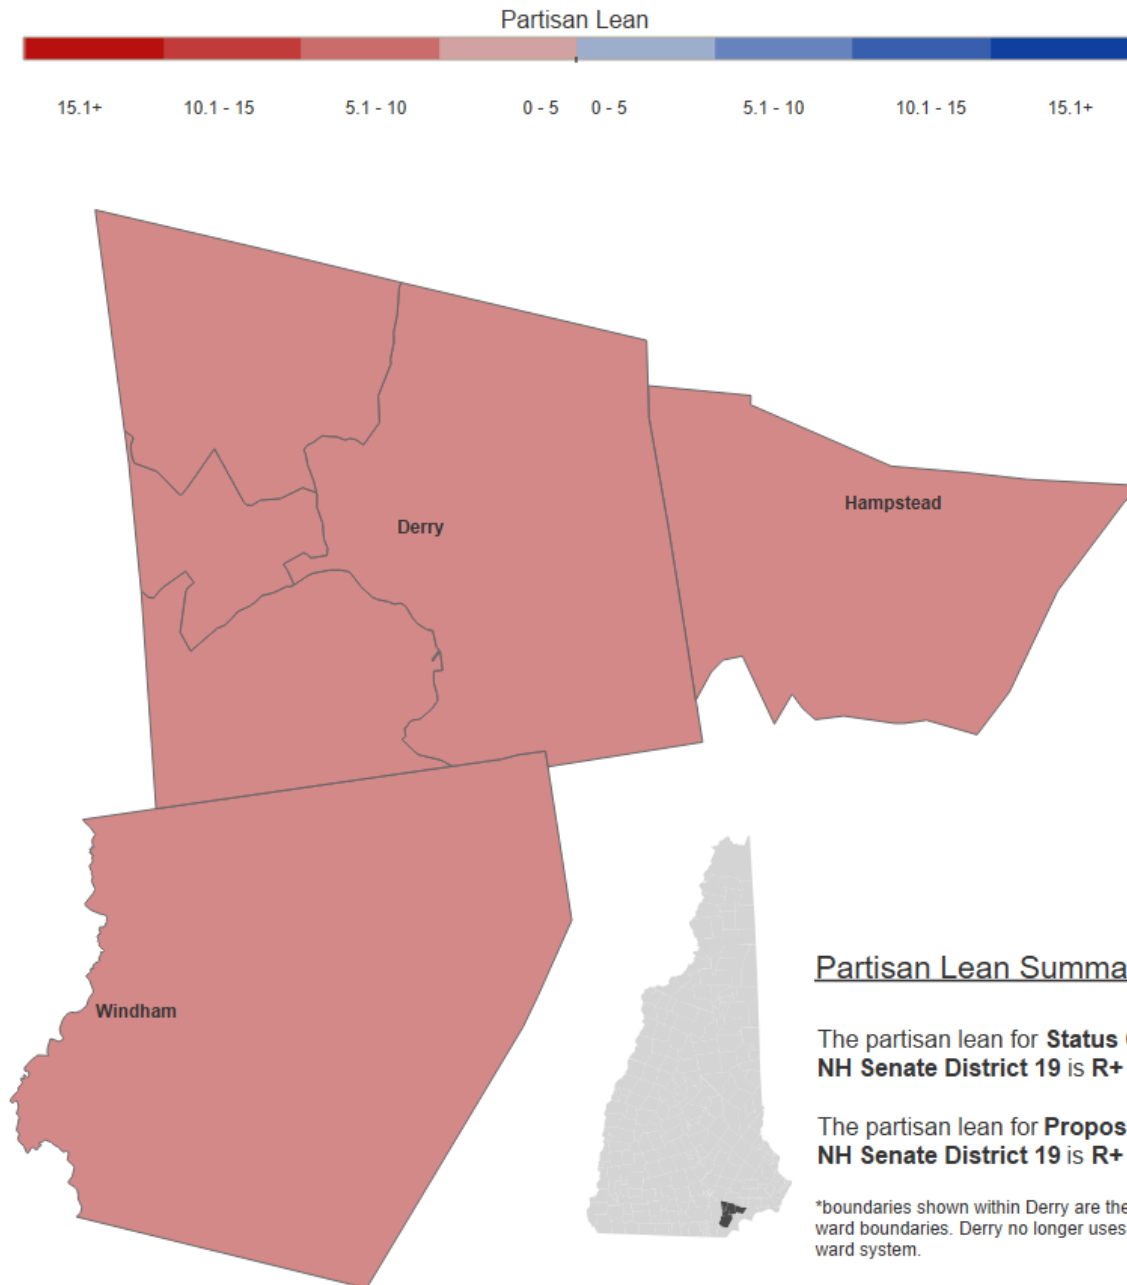 Partisan Lean
15.1+ 10.1 - 15 5.1 - 10 0 - 5 0 - 5 5.1 - 10 10.1 - 15 15.1+
Hampstead
Derry
Windham
Partisan Lean
The partisan lean for Status
NH Senate District 19 is R+
The partisan lean for
NH Senate District 19 is R+
*boundaries shown within Derry are the
ward boundaries. Derry no longer uses
ward system.